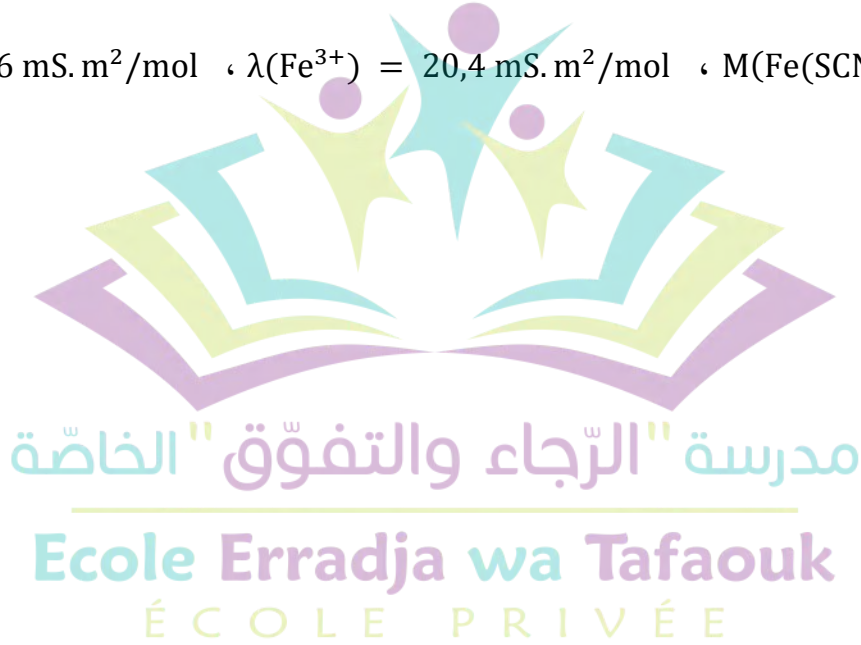 6 mS. m²/mol ، λ(Fe³⁺) = 20,4 mS. m²/mol ، M(Fe(SCN
مدرسة "الرّجاء والتفوّق" الخاصّة
Ecole Erradja wa Tafaouk
ÉCOLE PRIVÉE